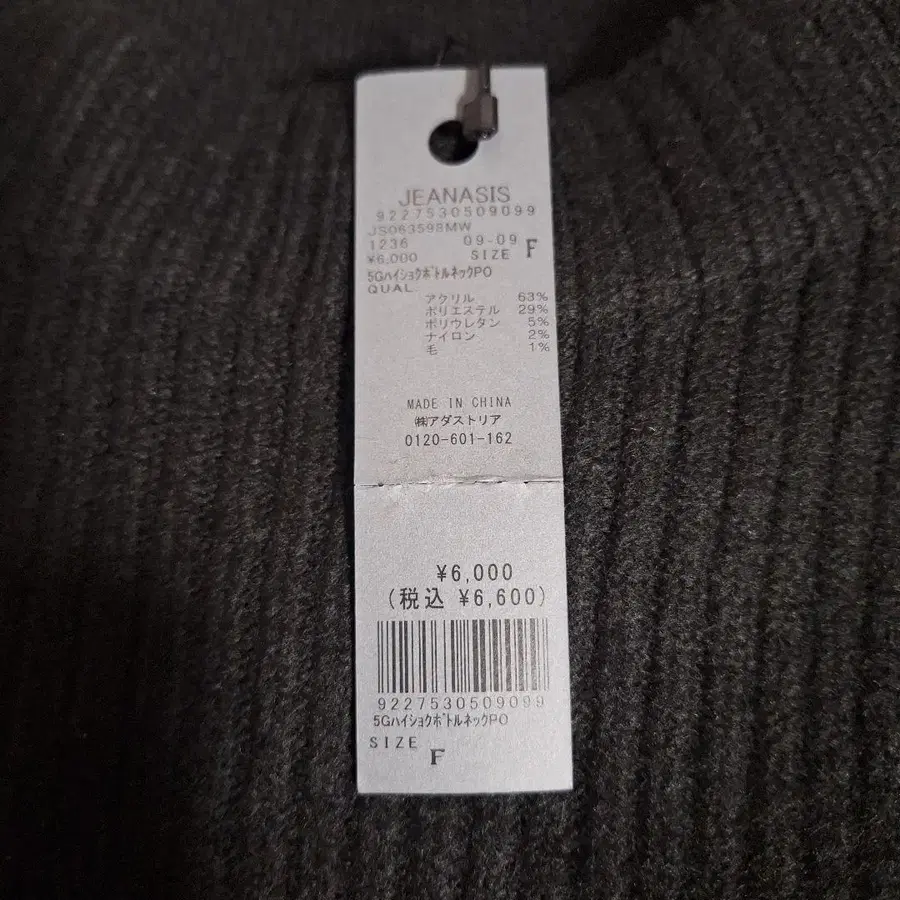 JEANASIS
9227530509099
JS063598MW
1236 09-09
¥6,000 SIZE F
5GハイショクボトルネックPO
QUAL
アクリル 63%
ポリエステル 29%
ポリウレタン 5%
ナイロン 2%
毛 1%
MADE IN CHINA
㈱アダストリア
0120-601-162
¥6,000
(税込 ¥6,600)
9227530509099
5GハイショクボトルネックPO
SIZE
F